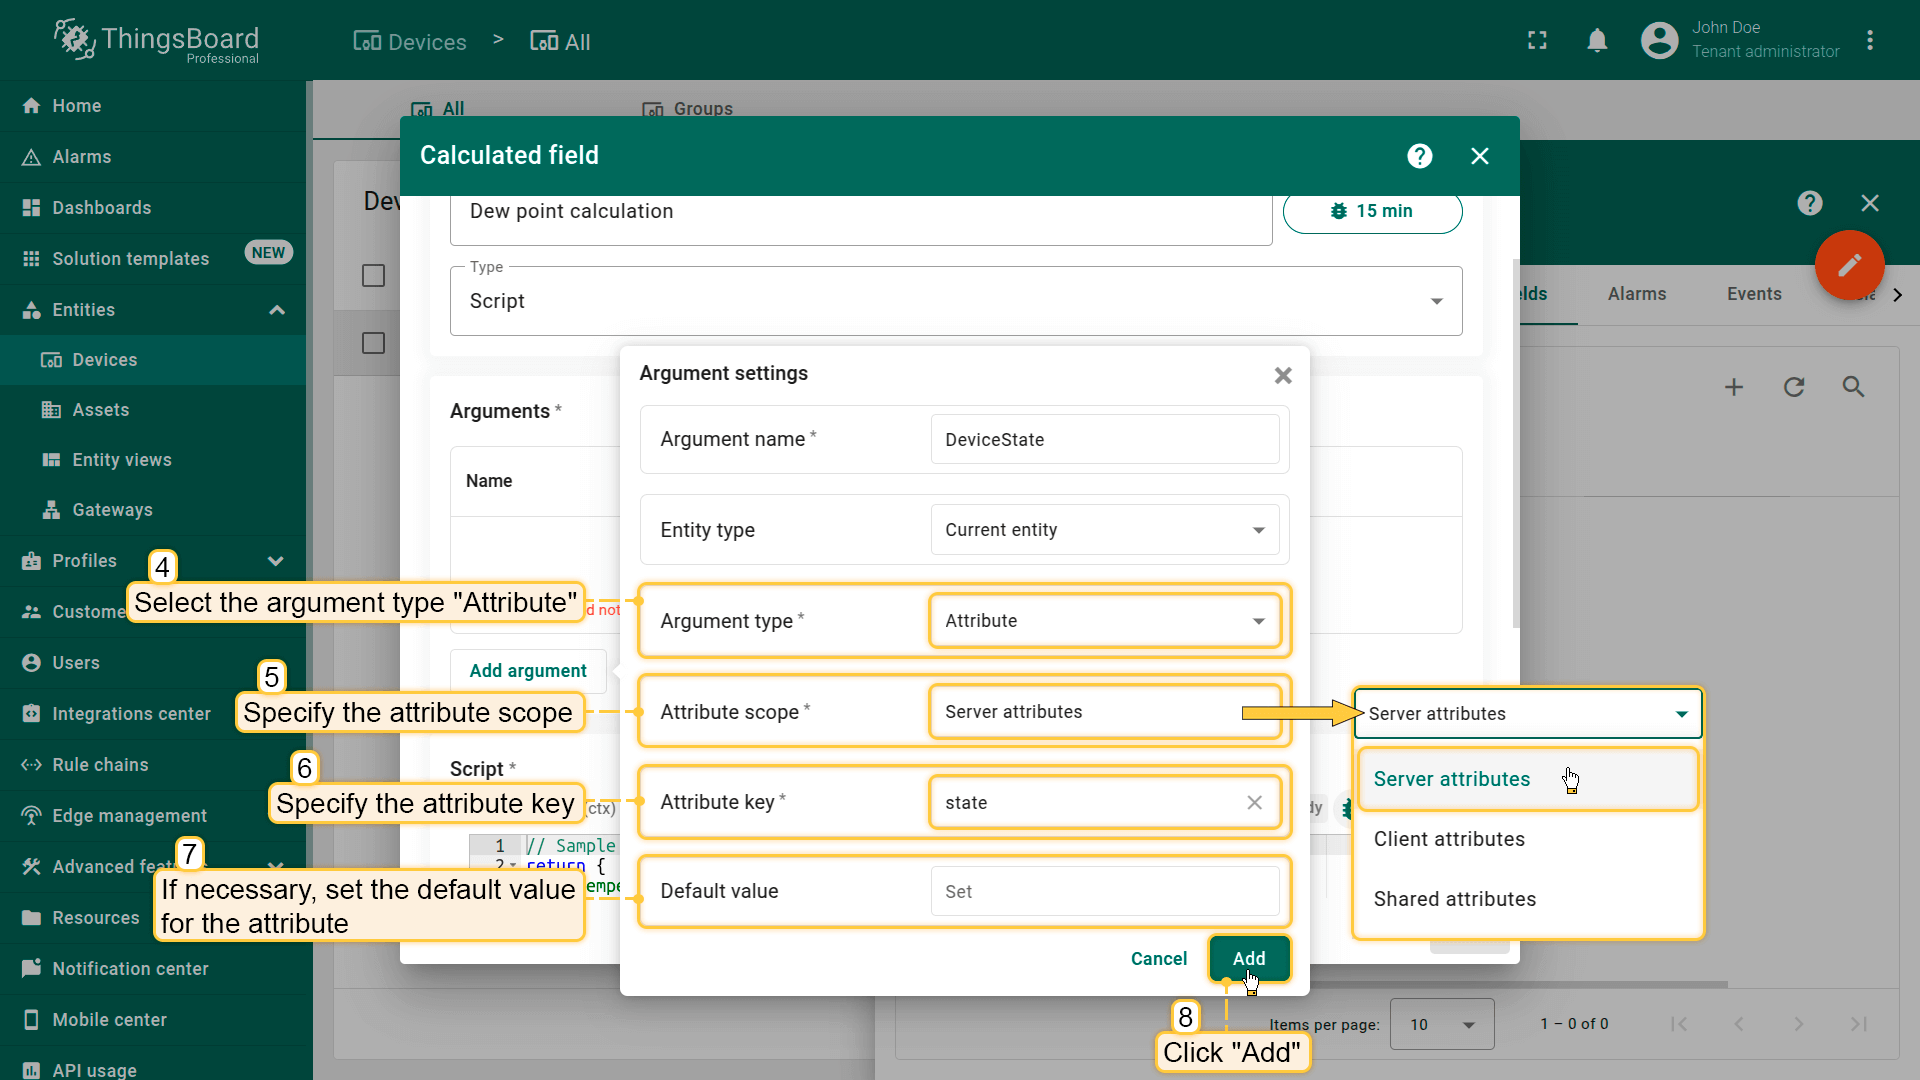 ThingsBoard
Professional
Devices > All
John Doe
Tenant administrator
Home
Alarms
Dashboards
Solution templates NEW
Entities
Devices
Assets
Entity views
Gateways
Profiles
Custome
Users
Integrations center
Rule chains
Edge management
Advanced
Resources
Notification center
Mobile center
API usage
All
Groups
Calculated field
Dew point calculation
15 min
Type
Script
Arguments *
Name
d not
Add argument
Script *
(ctx)
1 // Sample
2 return {
Argument settings
Argument name *
DeviceState
Entity type
Current entity
Argument type *
Attribute
Attribute scope *
Server attributes
Attribute key *
state
Default value
Set
Cancel
Add
4
Select the argument type "Attribute"
5
Specify the attribute scope
6
Specify the attribute key
7
If necessary, set the default value
for the attribute
8
Click "Add"
Server attributes
Server attributes
Client attributes
Shared attributes
Alarms
Events
Items per page:
10
1 – 0 of 0